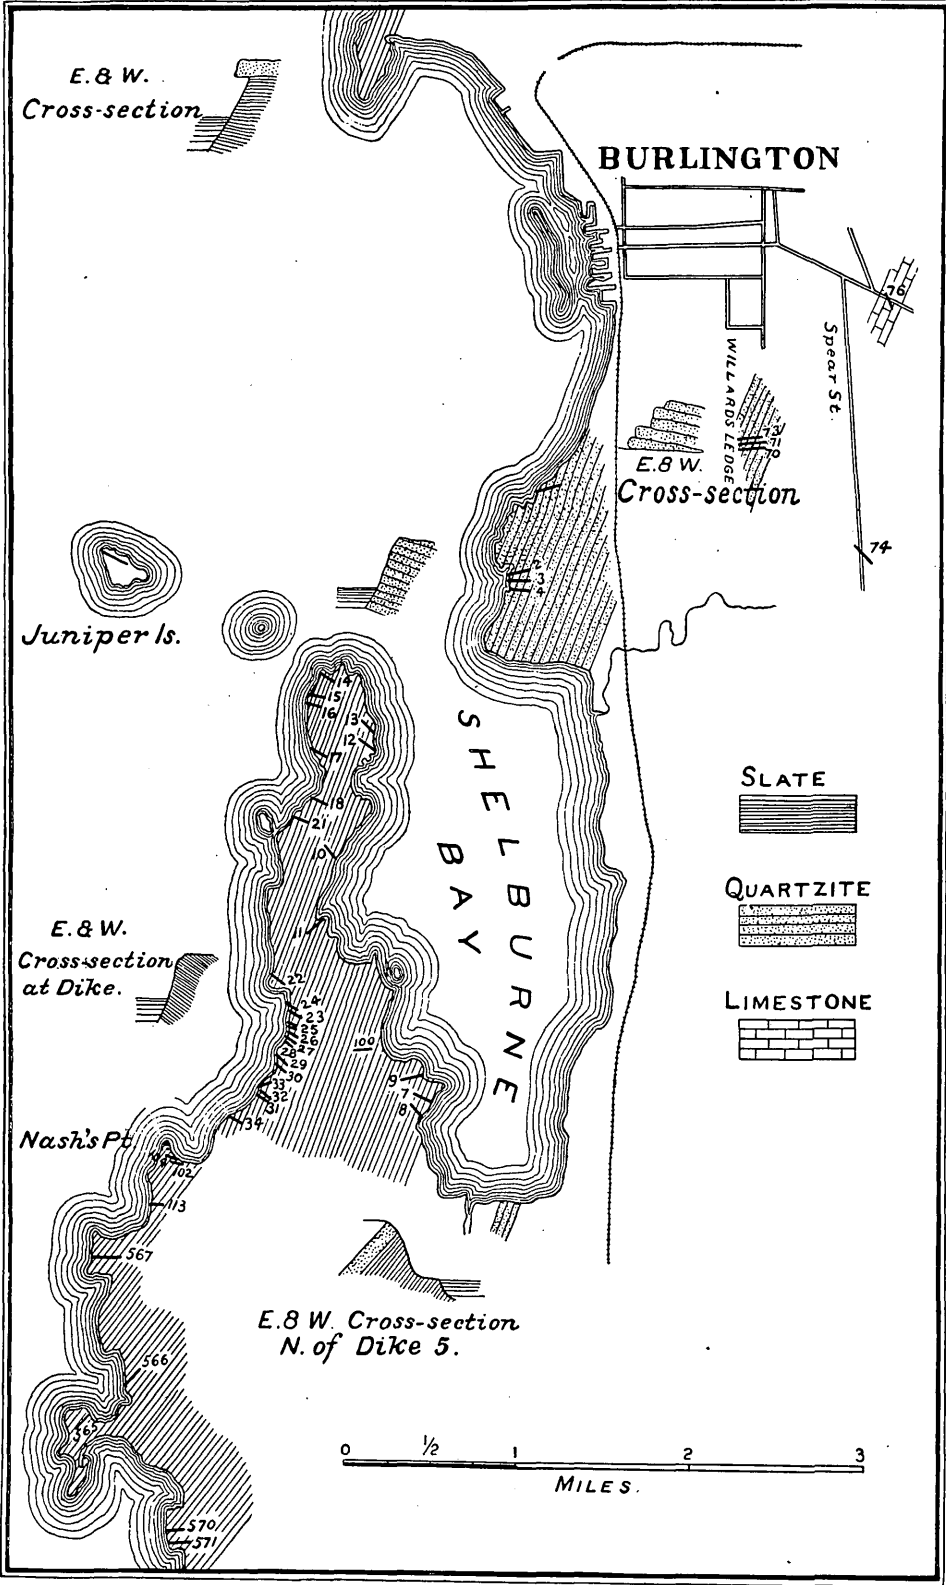 E. & W.
Cross-section
BURLINGTON
76
Spear St.
WILLARDS LEDGE
73
71
70
E. & W.
Cross-section
74
2
3
4
Juniper Is.
14
15
16
13
12
17
18
21
10
11
SHELBURNE
BAY
SLATE
QUARTZITE
LIMESTONE
E. & W.
Cross-section
at Dike.
22
24
23
25
26
27
28
29
30
33
32
31
34
100
9
7
8
Nash's Pt.
102
113
567
566
565
E. & W. Cross-section
N. of Dike 5.
0 ½ 1 2 3
MILES.
570
571